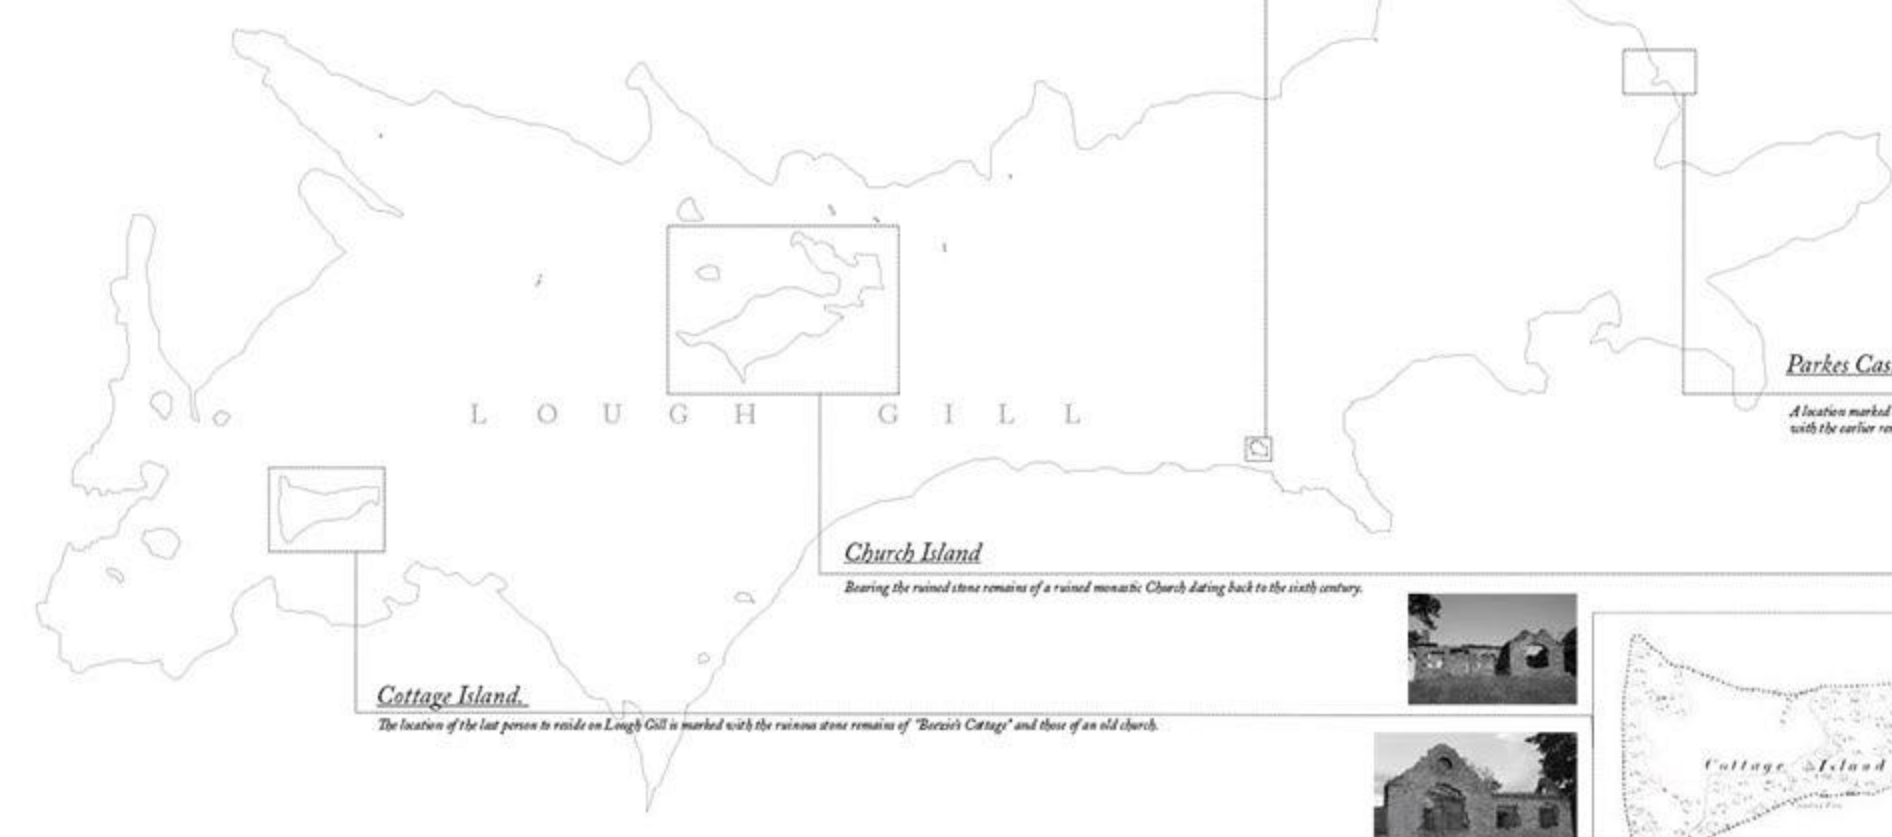 LOUGH GILL
Parkes Cas
A location marked
with the earlier
Church Island
Bearing the ruined stone remains of a ruined monastic Church dating back to the sixth century.
Cottage Island.
The location of the last person to reside on Lough Gill is marked with the ruinous stone remains of "Beezie's Cottage" and those of an old church.
Cottage Island